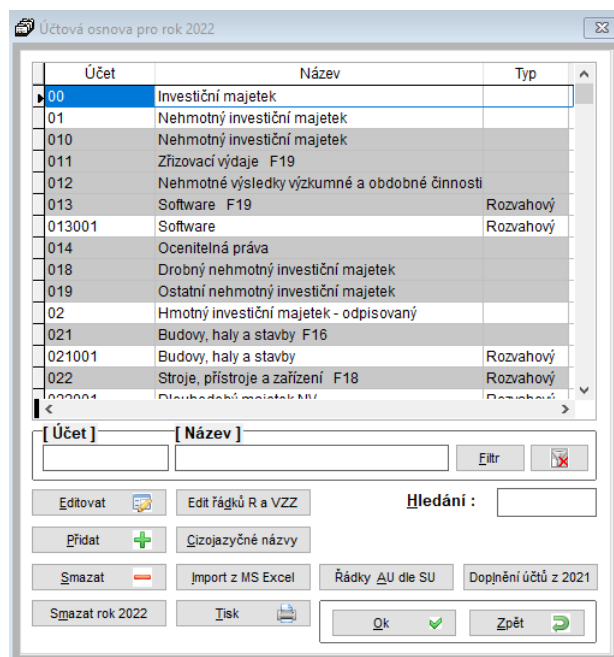 Účtová osnova pro rok 2022
Účet Název Typ
00 Investiční majetek
01 Nehmotný investiční majetek
010 Nehmotný investiční majetek
011 Zřizovací výdaje F19
012 Nehmotné výsledky výzkumné a obdobné činnosti
013 Software F19 Rozvahový
013001 Software Rozvahový
014 Ocenitelná práva
018 Drobný nehmotný investiční majetek
019 Ostatní nehmotný investiční majetek
02 Hmotný investiční majetek - odpisovaný
021 Budovy, haly a stavby F16
021001 Budovy, haly a stavby Rozvahový
022 Stroje, přístroje a zařízení F18 Rozvahový
022001 Dlouhodobý majetek NV Rozvahový
[ Účet ] [ Název ]
Filtr
Editovat Edit řádků R a VZZ Hledání :
Přidat Cizojazyčné názvy
Smazat Import z MS Excel Řádky AU dle SU Doplnění účtů z 2021
Smazat rok 2022 Tisk Ok Zpět